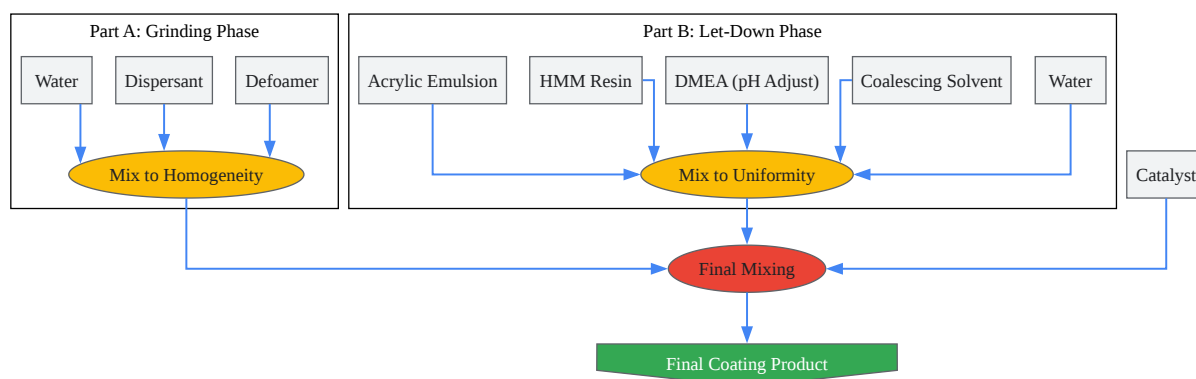 Part A: Grinding Phase
Part B: Let-Down Phase
Water
Dispersant
Defoamer
Acrylic Emulsion
HMM Resin
DMEA (pH Adjust)
Coalescing Solvent
Water
Mix to Homogeneity
Mix to Uniformity
Catalyst
Final Mixing
Final Coating Product